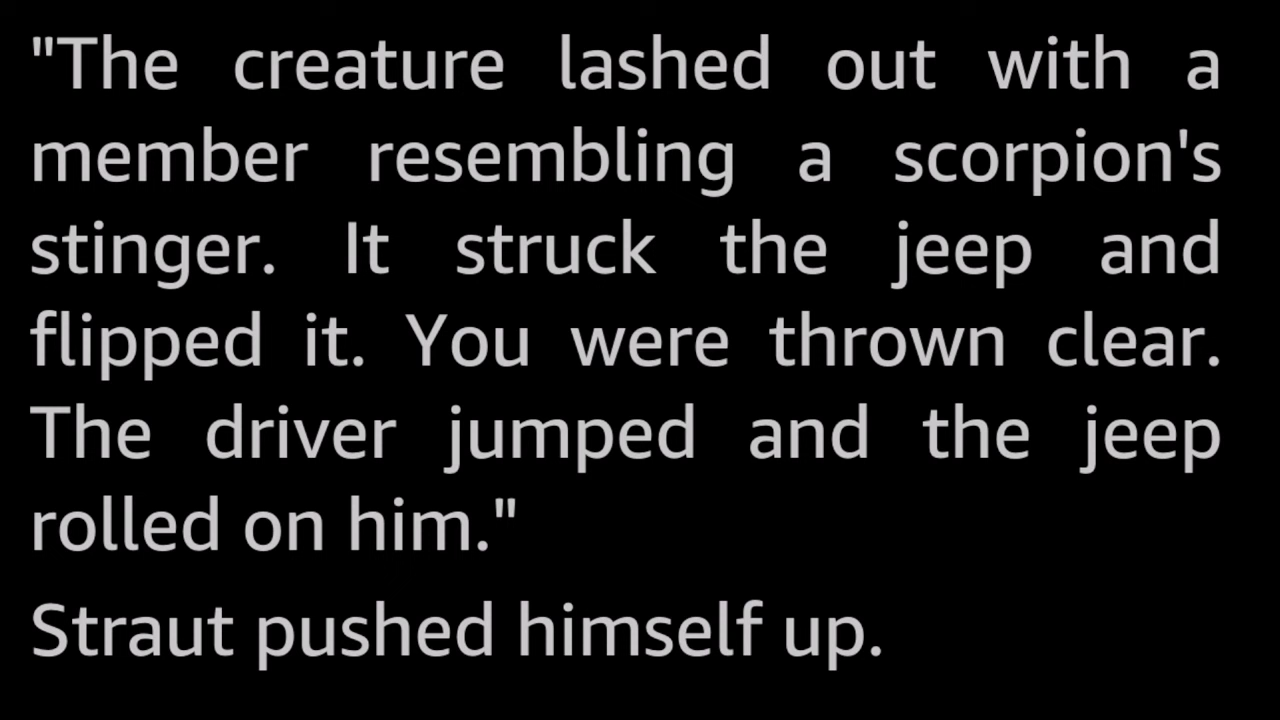 "The creature lashed out with a
member resembling a scorpion's
stinger. It struck the jeep and
flipped it. You were thrown clear.
The driver jumped and the jeep
rolled on him."
Straut pushed himself up.